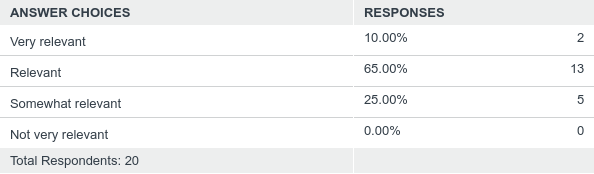 ANSWER CHOICES RESPONSES
Very relevant 10.00% 2
Relevant 65.00% 13
Somewhat relevant 25.00% 5
Not very relevant 0.00% 0
Total Respondents: 20